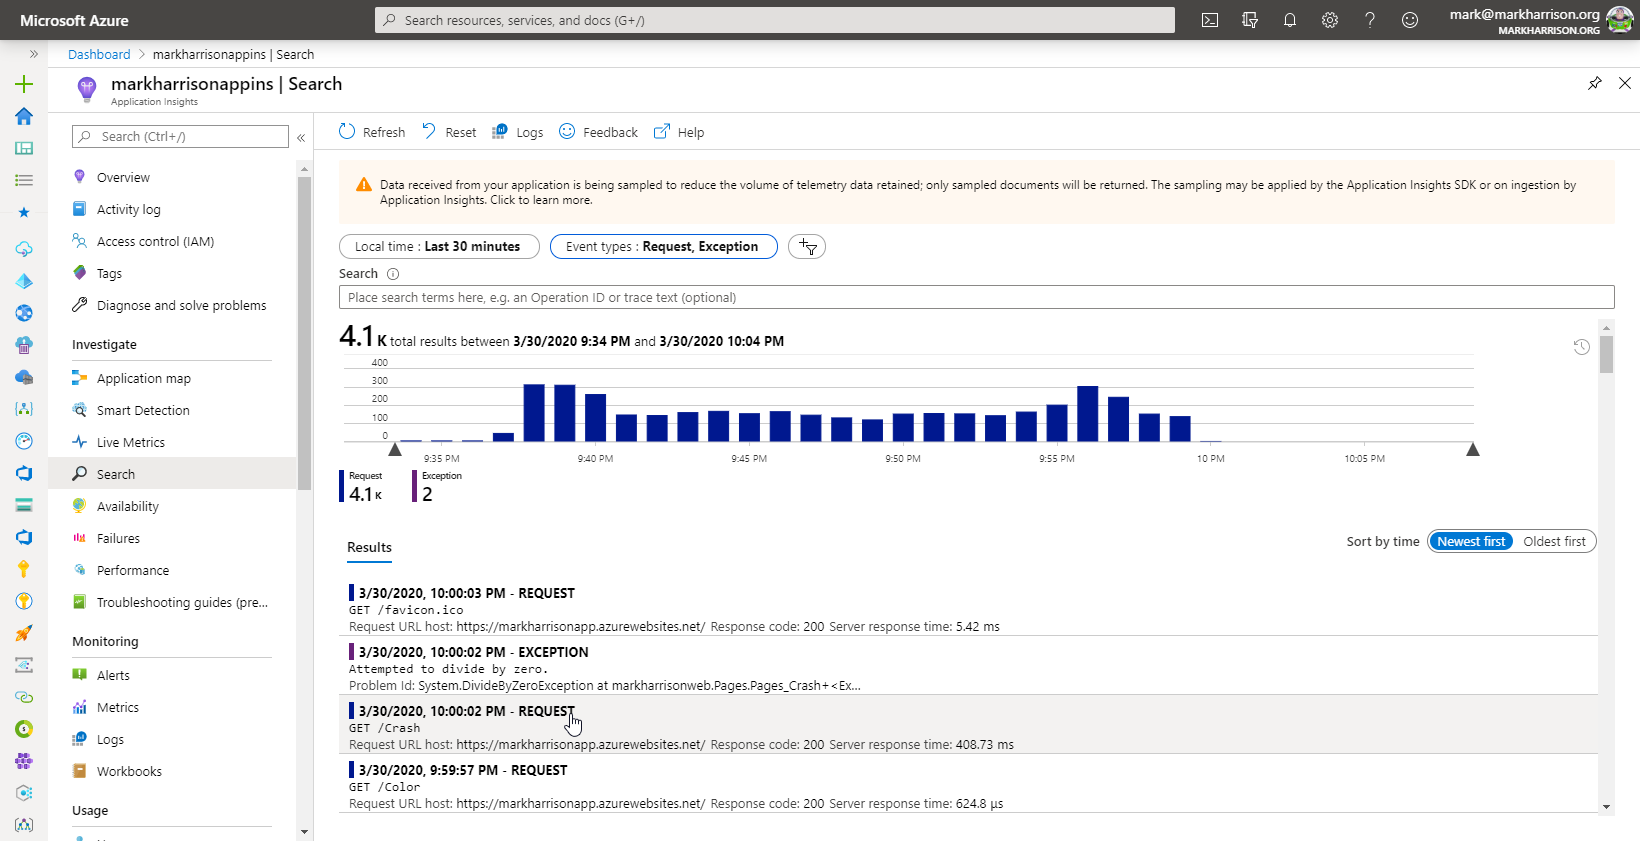 Microsoft Azure
Search resources, services, and docs (G+/)
mark@markharrison.org
MARKHARRISON.ORG
Dashboard > markharrisonappins | Search
markharrisonappins | Search
Application Insights
Search (Ctrl+/)
Overview
Activity log
Access control (IAM)
Tags
Diagnose and solve problems
Investigate
Application map
Smart Detection
Live Metrics
Search
Availability
Failures
Performance
Troubleshooting guides (pre...
Monitoring
Alerts
Metrics
Logs
Workbooks
Usage
Refresh
Reset
Logs
Feedback
Help
Data received from your application is being sampled to reduce the volume of telemetry data retained; only sampled documents will be returned. The sampling may be applied by the Application Insights SDK or on ingestion by
Application Insights. Click to learn more.
Local time : Last 30 minutes
Event types : Request, Exception
Search
Place search terms here, e.g. an Operation ID or trace text (optional)
4.1 K total results between 3/30/2020 9:34 PM and 3/30/2020 10:04 PM
400
300
200
100
0
9:35 PM
9:40 PM
9:45 PM
9:50 PM
9:55 PM
10 PM
10:05 PM
Request
4.1 K
Exception
2
Results
Sort by time
Newest first
Oldest first
3/30/2020, 10:00:03 PM - REQUEST
GET /favicon.ico
Request URL host: https://markharrisonapp.azurewebsites.net/ Response code: 200 Server response time: 5.42 ms
3/30/2020, 10:00:02 PM - EXCEPTION
Attempted to divide by zero.
Problem Id: System.DivideByZeroException at markharrisonweb.Pages.Pages_Crash+<Ex...
3/30/2020, 10:00:02 PM - REQUEST
GET /Crash
Request URL host: https://markharrisonapp.azurewebsites.net/ Response code: 200 Server response time: 408.73 ms
3/30/2020, 9:59:57 PM - REQUEST
GET /Color
Request URL host: https://markharrisonapp.azurewebsites.net/ Response code: 200 Server response time: 624.8 µs